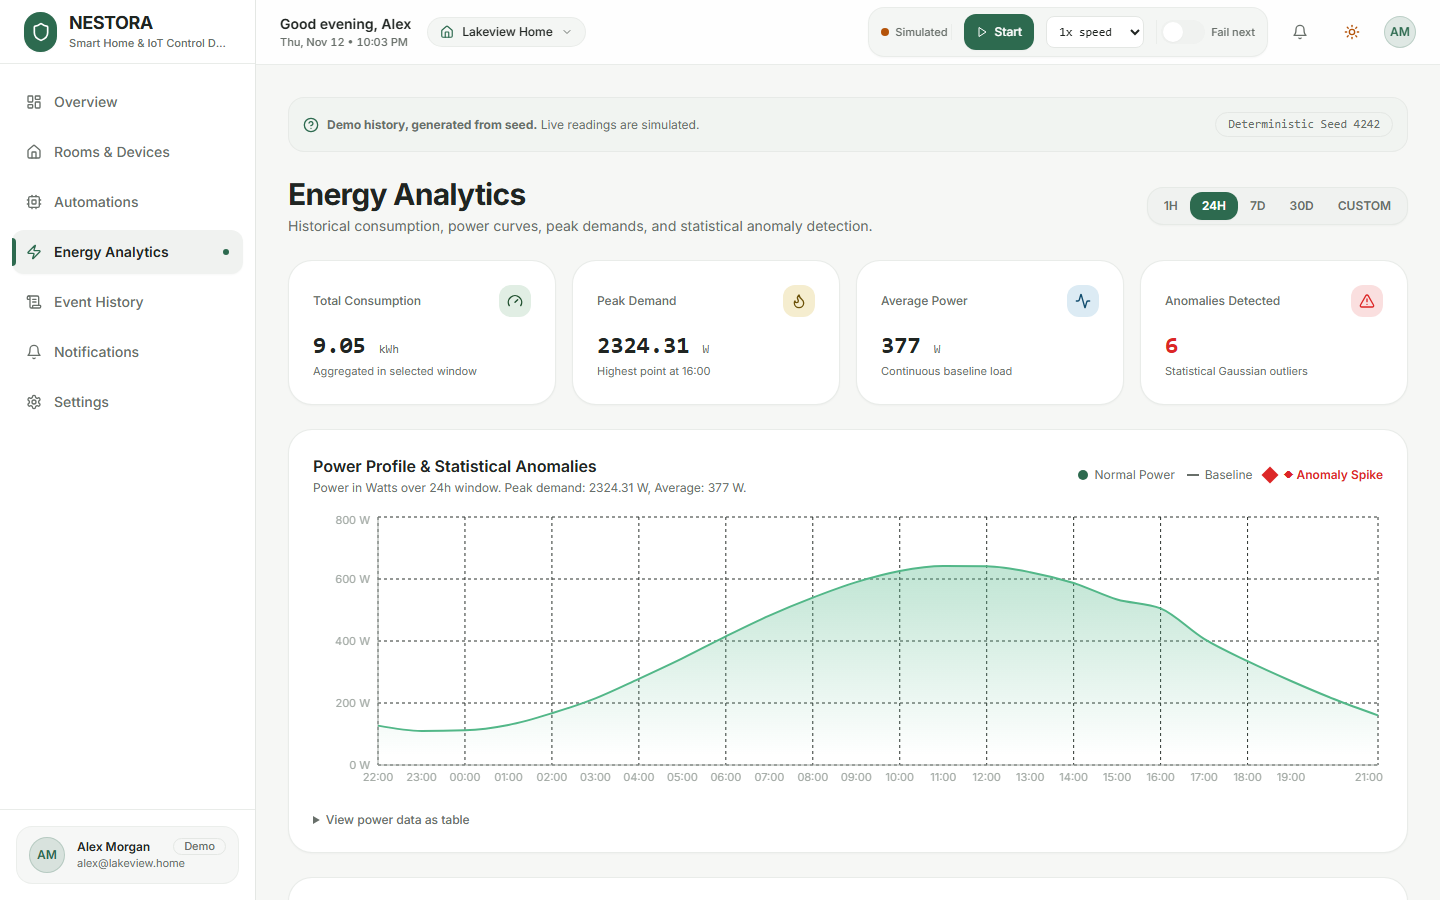 NESTORA
Smart Home & IoT Control D...
Good evening, Alex
Thu, Nov 12 • 10:03 PM
Lakeview Home
Simulated
Start
1x speed
Fail next
AM
Overview
Rooms & Devices
Automations
Energy Analytics
Event History
Notifications
Settings
Demo history, generated from seed. Live readings are simulated.
Deterministic Seed 4242
Energy Analytics
Historical consumption, power curves, peak demands, and statistical anomaly detection.
1H 24H 7D 30D CUSTOM
Total Consumption
9.05 kWh
Aggregated in selected window
Peak Demand
2324.31 W
Highest point at 16:00
Average Power
377 W
Continuous baseline load
Anomalies Detected
6
Statistical Gaussian outliers
Power Profile & Statistical Anomalies
Power in Watts over 24h window. Peak demand: 2324.31 W, Average: 377 W.
Normal Power Baseline Anomaly Spike
800 W
600 W
400 W
200 W
0 W
22:00 23:00 00:00 01:00 02:00 03:00 04:00 05:00 06:00 07:00 08:00 09:00 10:00 11:00 12:00 13:00 14:00 15:00 16:00 17:00 18:00 19:00 21:00
View power data as table
AM
Alex Morgan
Demo
alex@lakeview.home